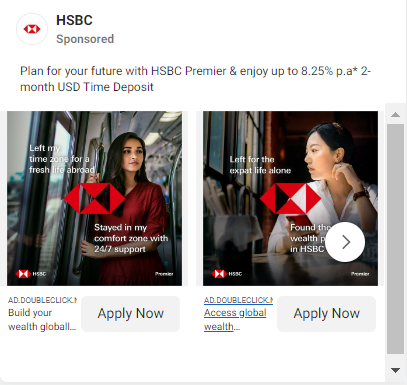 HSBC
Sponsored
Plan for your future with HSBC Premier & enjoy up to 8.25% p.a* 2-
month USD Time Deposit
Left my
time zone for a
fresh life abroad
Stayed in my
comfort zone with
24/7 support
HSBC
Premier
Left for the
expat life alone
Found the
wealth p
in HSBC
HSBC
Premier
AD.DOUBLECLICK.N
Build your
wealth globall...
Apply Now
AD.DOUBLECLICK.N
Access global
wealth...
Apply Now